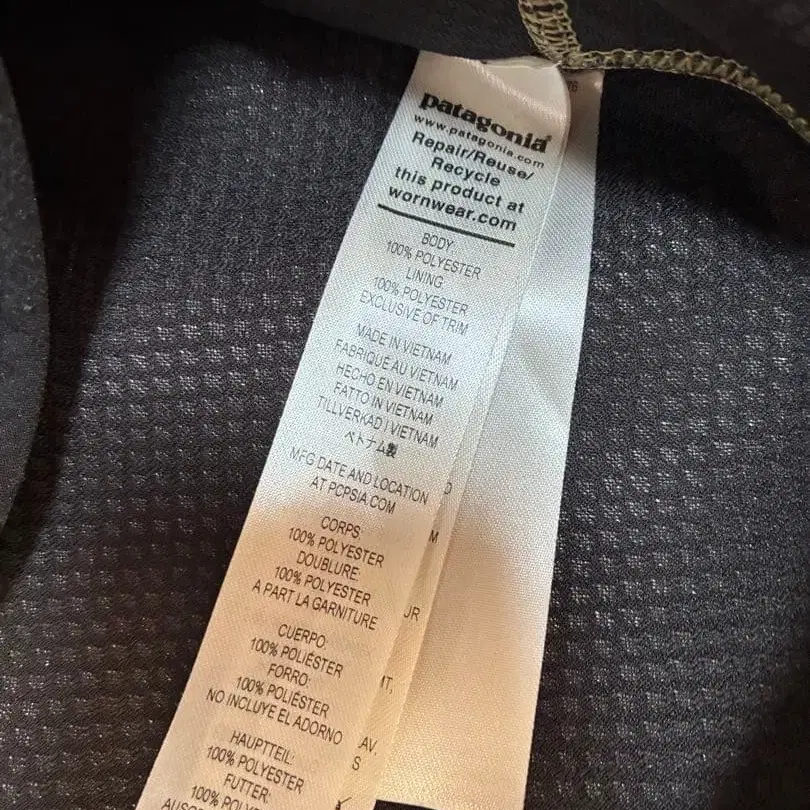 patagonia®
www.patagonia.com
Repair/Reuse/
Recycle
this product at
wornwear.com
BODY:
100% POLYESTER
LINING:
100% POLYESTER
EXCLUSIVE OF TRIM
MADE IN VIETNAM
FABRIQUÉ AU VIETNAM
HECHO EN VIETNAM
FATTO IN VIETNAM
TILLVERKAD I VIETNAM
ベトナム製
MFG DATE AND LOCATION
AT PCPSIA.COM
CORPS:
100% POLYESTER
DOUBLURE:
100% POLYESTER
A PART LA GARNITURE
CUERPO:
100% POLIÉSTER
FORRO:
100% POLIÉSTER
NO INCLUYE EL ADORNO
HAUPTTEIL:
100% POLYESTER
FUTTER:
100%
M
UR
NT,
AV.
S